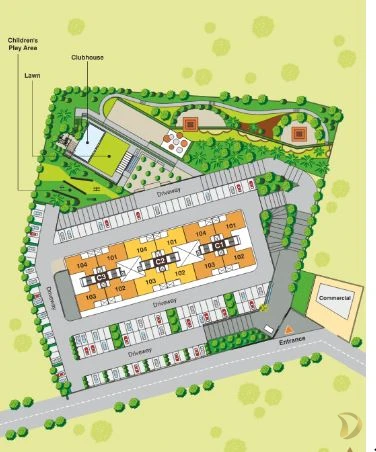 Children's
Play Area
Clubhouse
Lawn
Driveway
104
101
104
101
C1
104
101
C2
102
C3
103
102
103
102
103
102
Driveway
Driveway
Driveway
Commercial
Entrance